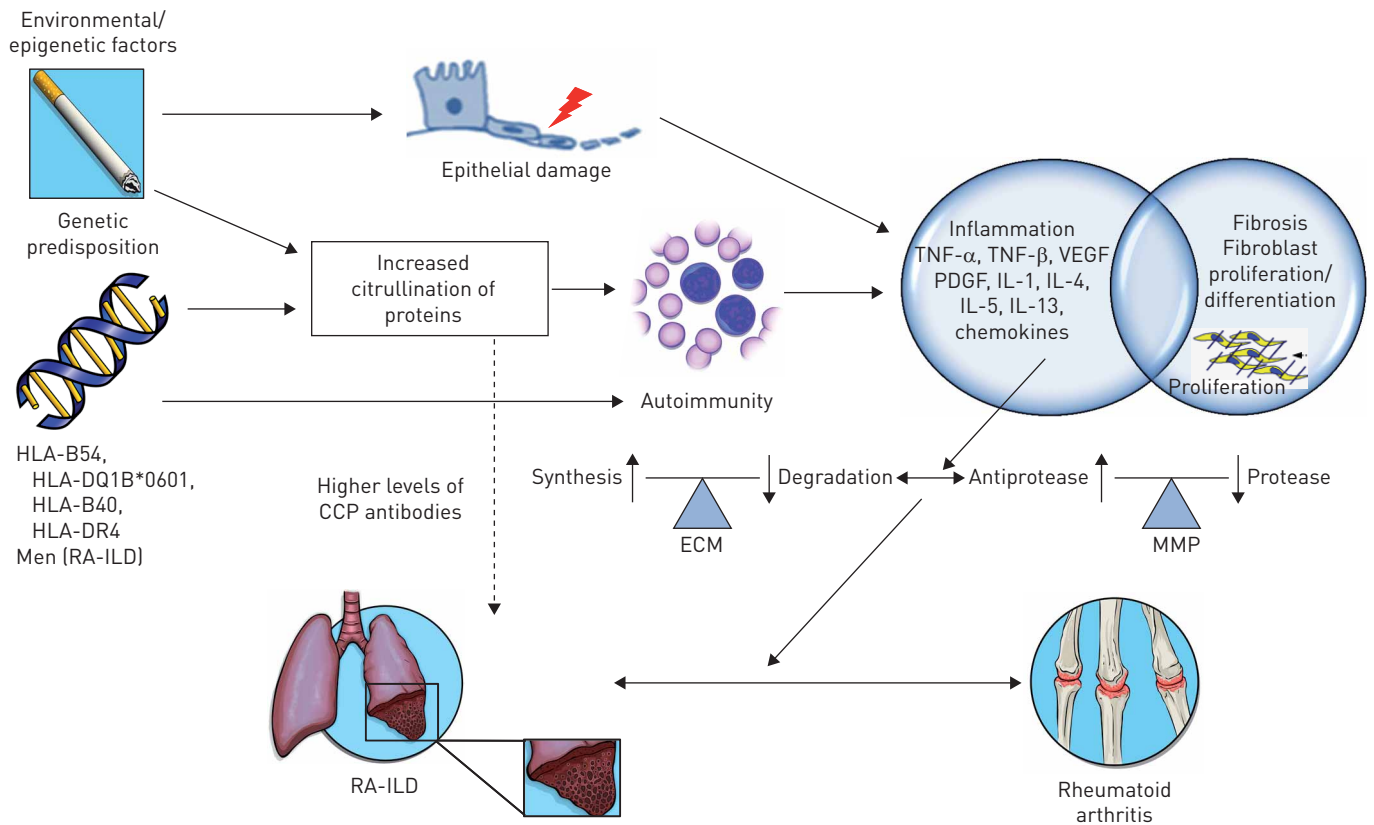 Environmental/
epigenetic factors
Epithelial damage
Genetic
predisposition
Increased
citrullination of
proteins
Inflammation
TNF-α, TNF-β, VEGF
PDGF, IL-1, IL-4,
IL-5, IL-13,
chemokines
Fibrosis
Fibroblast
proliferation/
differentiation
Proliferation
Autoimmunity
HLA-B54,
HLA-DQ1B*0601,
HLA-B40,
HLA-DR4
Men (RA-ILD)
Higher levels of
CCP antibodies
Synthesis
Degradation
Antiprotease
Protease
ECM
MMP
RA-ILD
Rheumatoid
arthritis